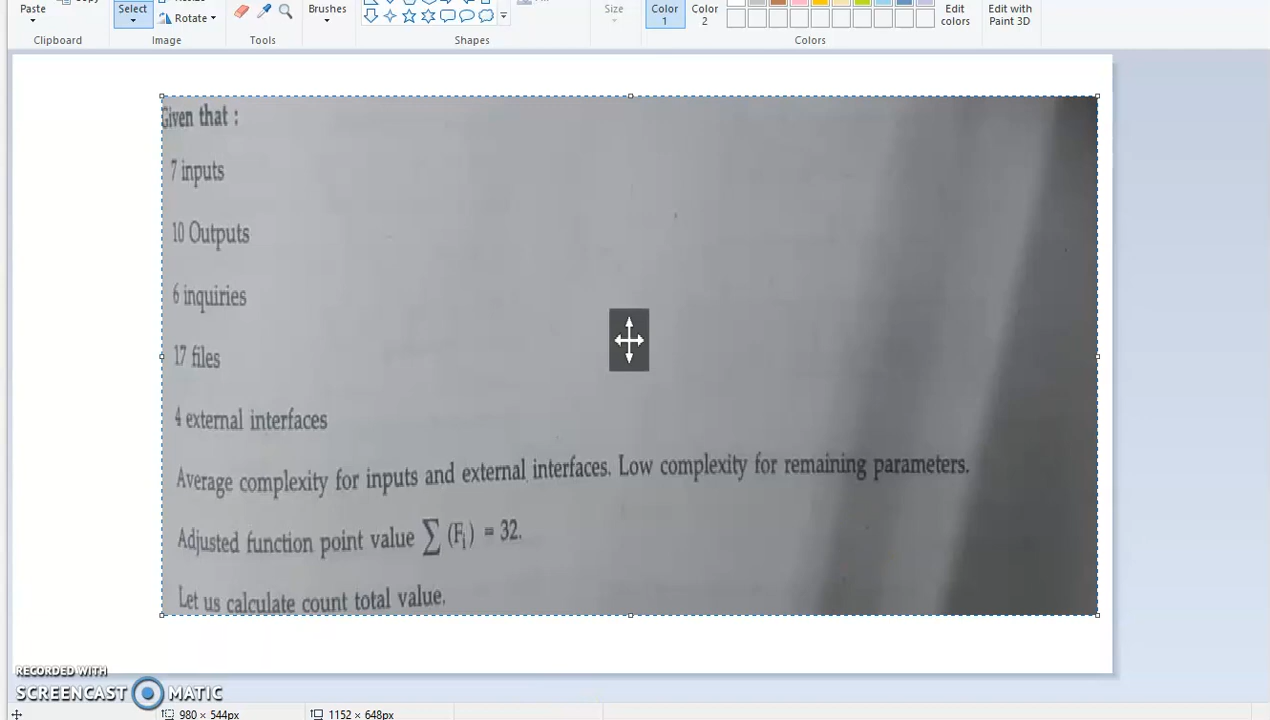 Paste
Select
Rotate
Brushes
Size
Color 1
Color 2
Edit colors
Edit with Paint 3D
Clipboard
Image
Tools
Shapes
Colors
Given that :
7 inputs
10 Outputs
6 inquiries
17 files
4 external interfaces
Average complexity for inputs and external interfaces. Low complexity for remaining parameters.
Adjusted function point value ∑ (Fi) = 32.
Let us calculate count total value.
RECORDED WITH
SCREENCAST MATIC
980 × 544px
1152 × 648px